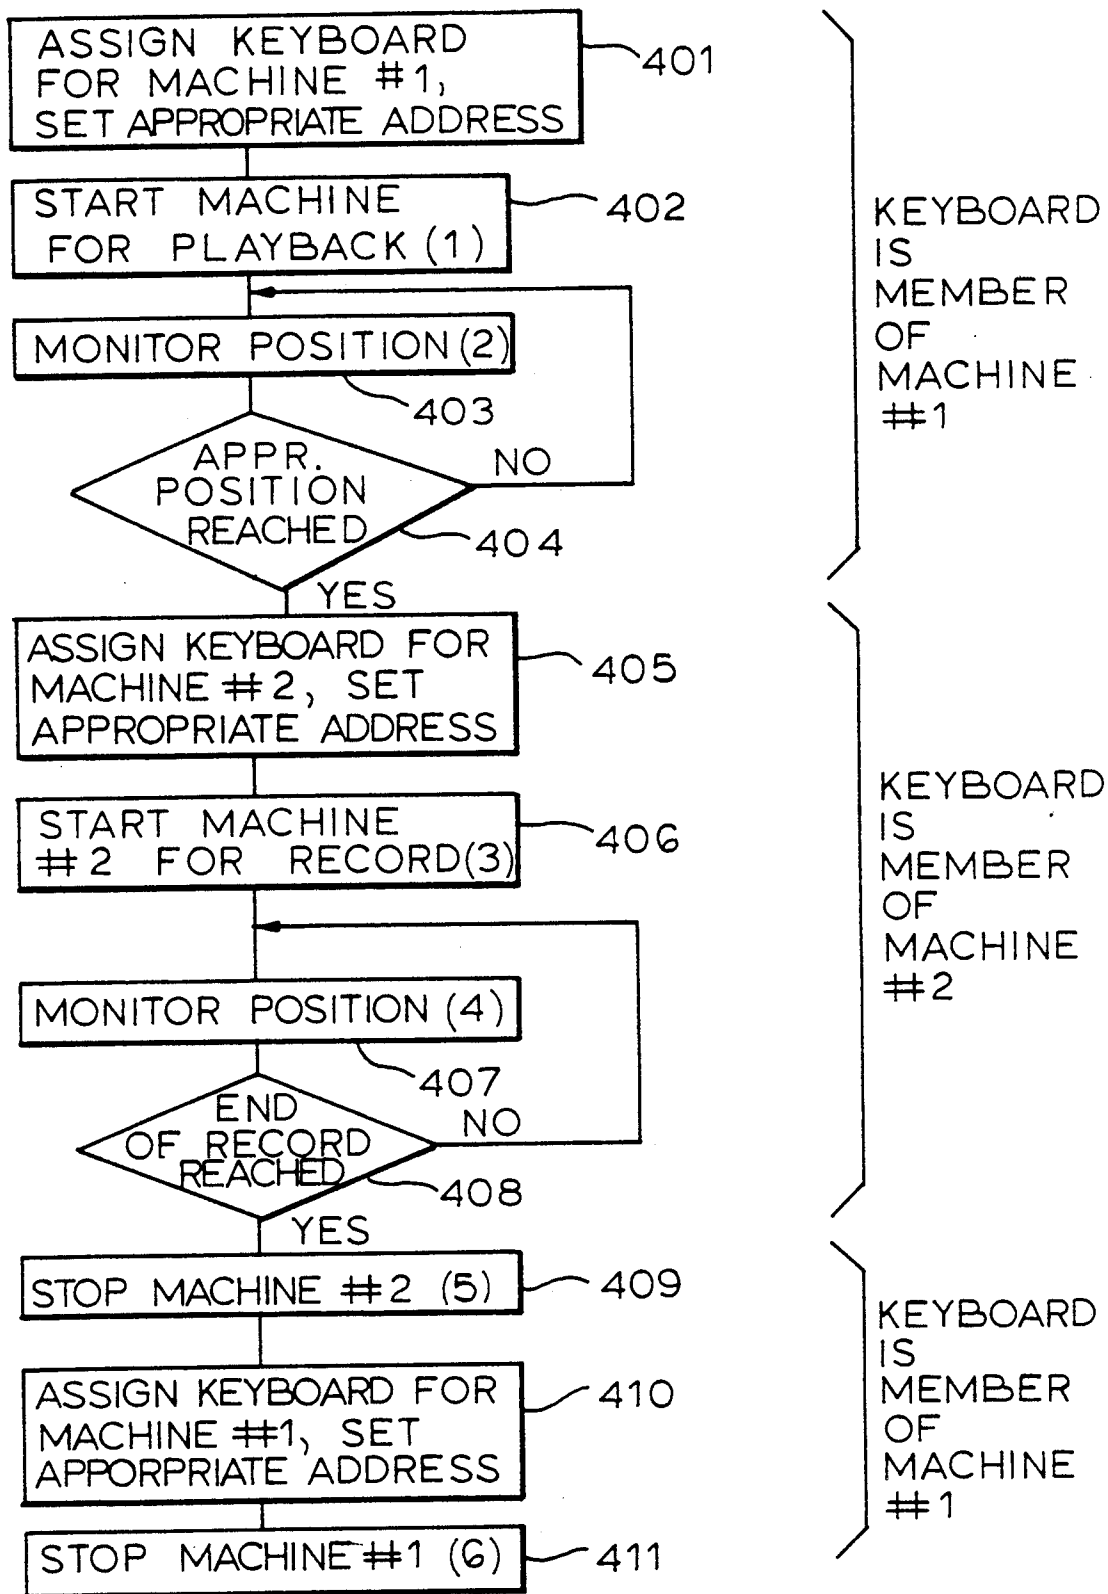 ASSIGN KEYBOARD
FOR MACHINE #1,
SET APPROPRIATE ADDRESS
401
START MACHINE
FOR PLAYBACK (1)
402
MONITOR POSITION (2)
403
APPR.
POSITION
REACHED
NO
404
YES
KEYBOARD
IS
MEMBER
OF
MACHINE
#1
ASSIGN KEYBOARD FOR
MACHINE #2, SET
APPROPRIATE ADDRESS
405
START MACHINE
#2 FOR RECORD(3)
406
MONITOR POSITION (4)
407
END
OF RECORD
REACHED
NO
408
YES
KEYBOARD
IS
MEMBER
OF
MACHINE
#2
STOP MACHINE #2 (5)
409
ASSIGN KEYBOARD FOR
MACHINE #1, SET
APPORPRIATE ADDRESS
410
STOP MACHINE #1 (6)
411
KEYBOARD
IS
MEMBER
OF
MACHINE
#1